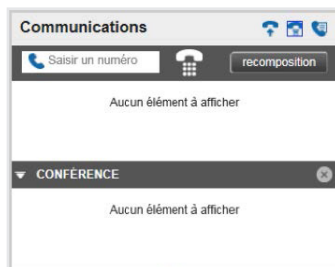 Communications
Saisir un numéro
recomposition
Aucun élément à afficher
CONFÉRENCE
Aucun élément à afficher